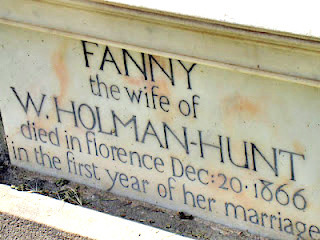 FANNY
the wife of
W. HOLMAN-HUNT
died in florence Dec: 20· 1866
in the first year of her marriage